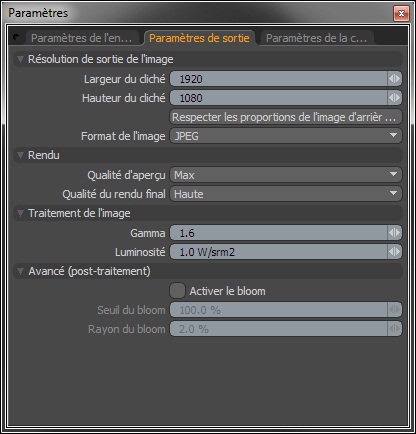 Paramètres
Paramètres de l'en... Paramètres de sortie Paramètres de la c...
Résolution de sortie de l'image
Largeur du cliché 1920
Hauteur du cliché 1080
Respecter les proportions de l'image d'arrièr ...
Format de l'image JPEG
Rendu
Qualité d'aperçu Max
Qualité du rendu final Haute
Traitement de l'image
Gamma 1.6
Luminosité 1.0 W/srm2
Avancé (post-traitement)
Activer le bloom
Seuil du bloom 100.0 %
Rayon du bloom 2.0 %